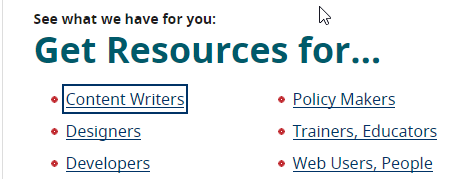 See what we have for you:
Get Resources for...
Content Writers
Designers
Developers
Policy Makers
Trainers, Educators
Web Users, People